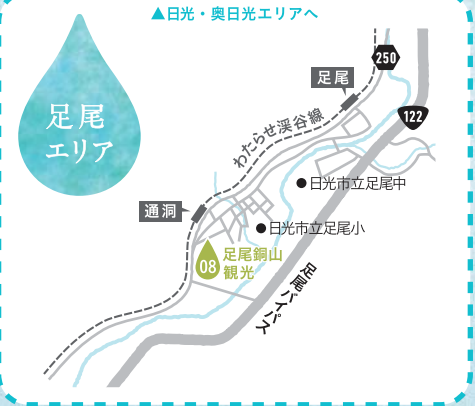 ▲日光・奥日光エリアへ
足尾
エリア
250
足尾
122
わたらせ渓谷線
日光市立足尾中
通洞
日光市立足尾小
08
足尾銅山
観光
足尾バイパス